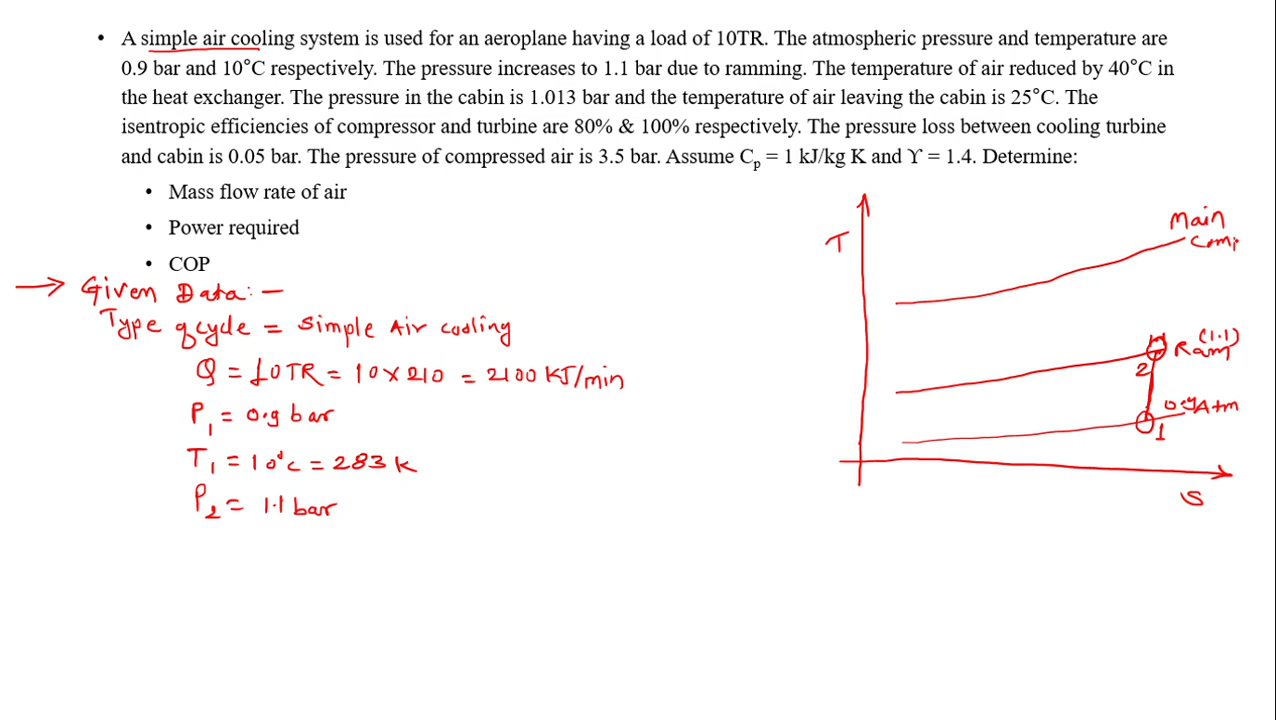 • A simple air cooling system is used for an aeroplane having a load of 10TR. The atmospheric pressure and temperature are
0.9 bar and 10°C respectively. The pressure increases to 1.1 bar due to ramming. The temperature of air reduced by 40°C in
the heat exchanger. The pressure in the cabin is 1.013 bar and the temperature of air leaving the cabin is 25°C. The
isentropic efficiencies of compressor and turbine are 80% & 100% respectively. The pressure loss between cooling turbine
and cabin is 0.05 bar. The pressure of compressed air is 3.5 bar. Assume Cp = 1 kJ/kg K and ϒ = 1.4. Determine:
• Mass flow rate of air
• Power required
• COP
→ Given Data:-
Type of cycle = Simple Air cooling
Q = 10TR = 10 × 210 = 2100 KJ/min
P1 = 0.9 bar
T1 = 10°c = 283 K
P2 = 1.1 bar
T
Main
Comp
(1.1)
Ram
2
0.9 Atm
1
S